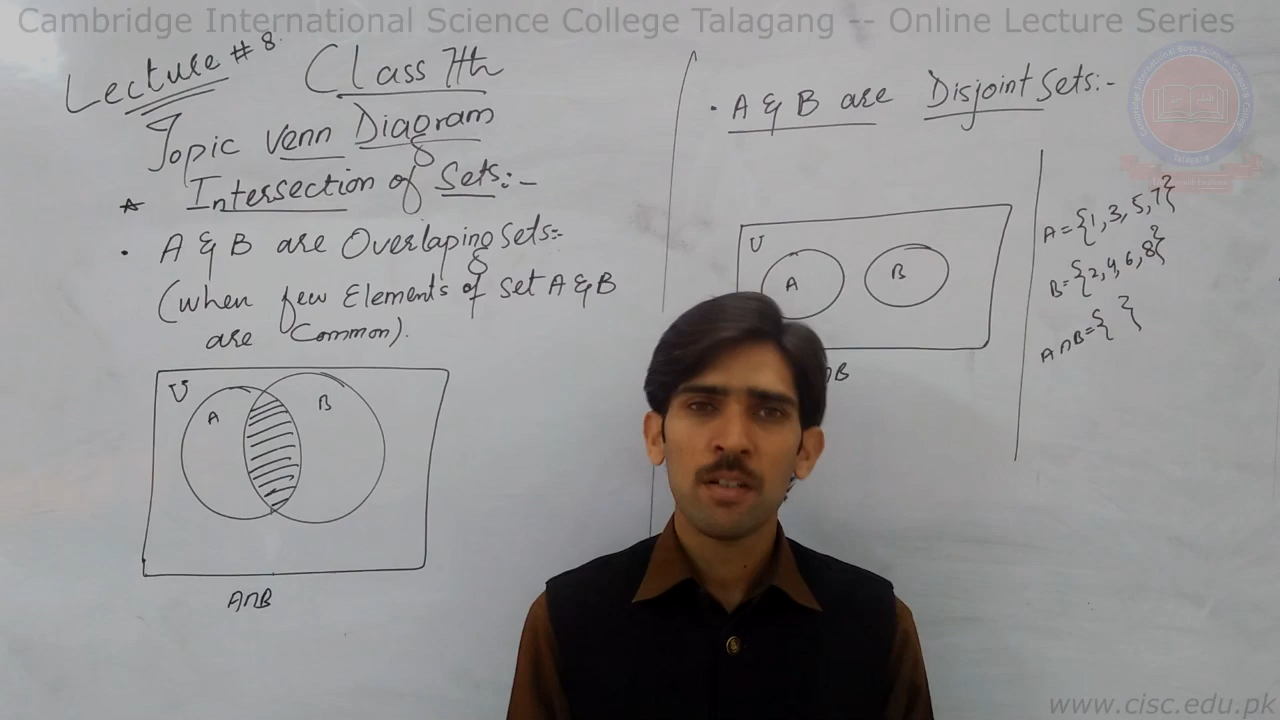 Cambridge International Science College Talagang -- Online Lecture Series
Lecture # 8.
Class 7th
Topic Venn Diagram
* Intersection of Sets:-
• A & B are Overlaping Sets:-
(when few Elements of Set A & B
are Common).
U
A
B
A∩B
• A & B are Disjoint Sets:-
U
A
B
∩B
A={1, 3, 5, 7}
B={2, 4, 6, 8}
A∩B={ }
Talagang
www.cisc.edu.pk